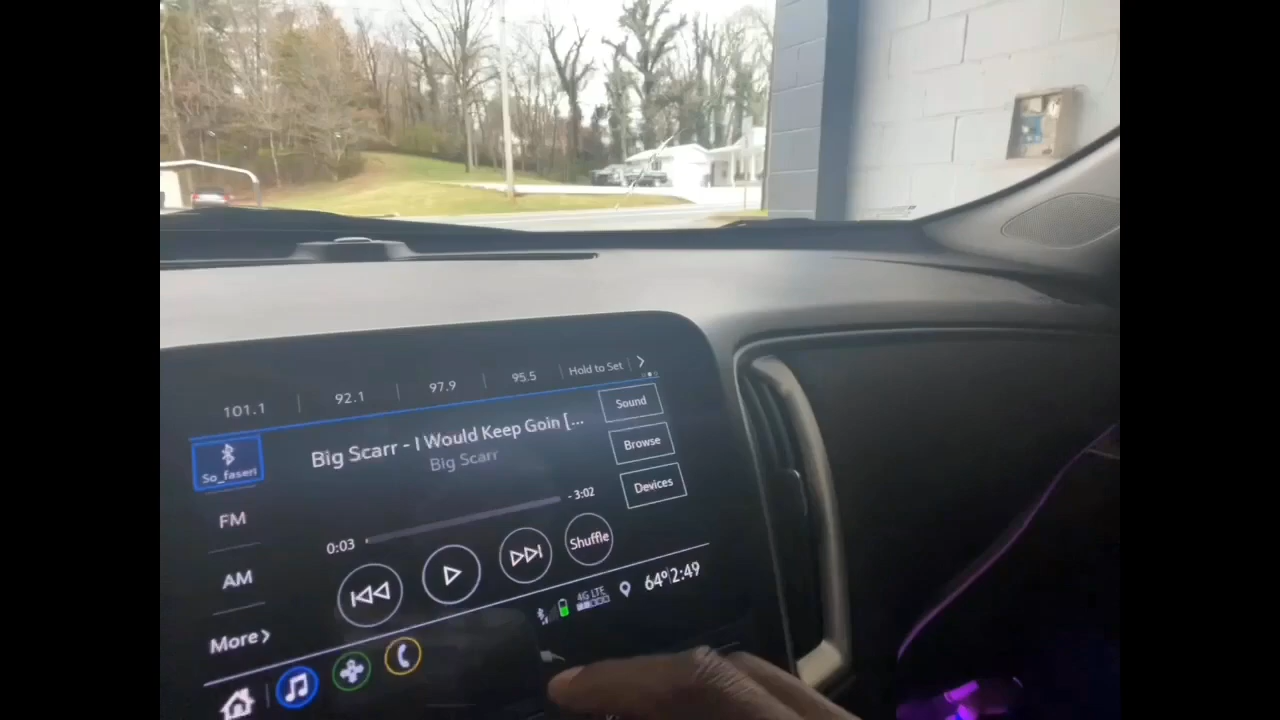 101.1
92.1
97.9
95.5
Hold to Set
So_faseri
Big Scarr - I Would Keep Goin [...
Big Scarr
Sound
Browse
Devices
FM
AM
More
0:03
-3:02
Shuffle
4G LTE
64° 2:49